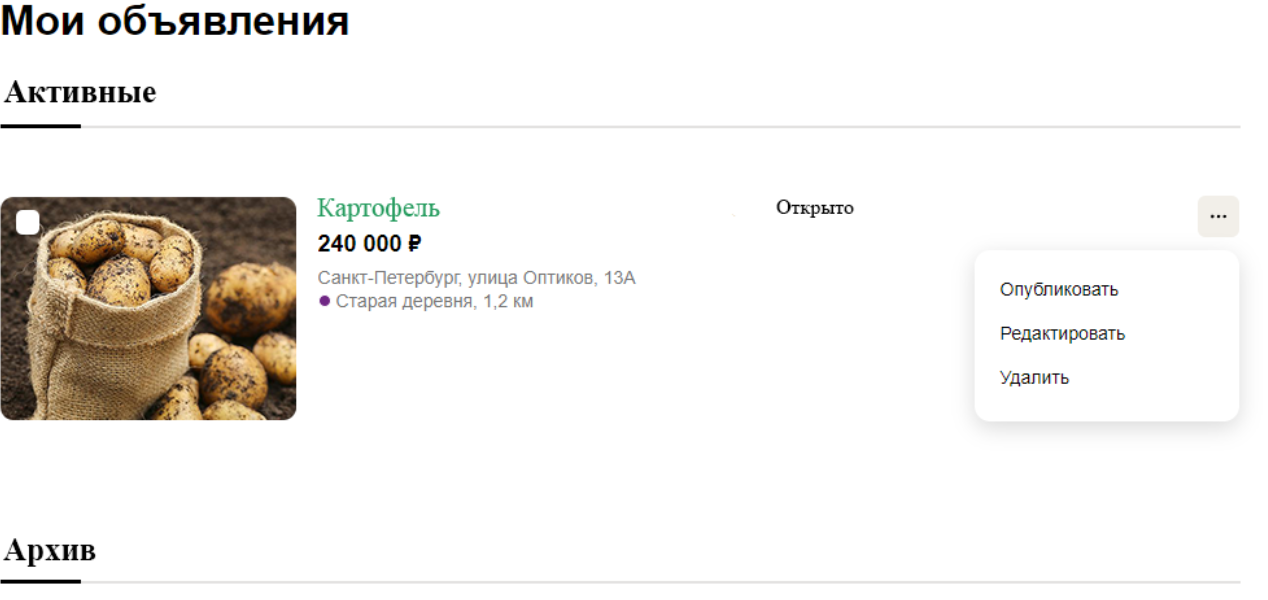 Мои объявления
Активные
Картофель
Открыто
...
240 000 ₽
Санкт-Петербург, улица Оптиков, 13А
Старая деревня, 1,2 км
Опубликовать
Редактировать
Удалить
Архив